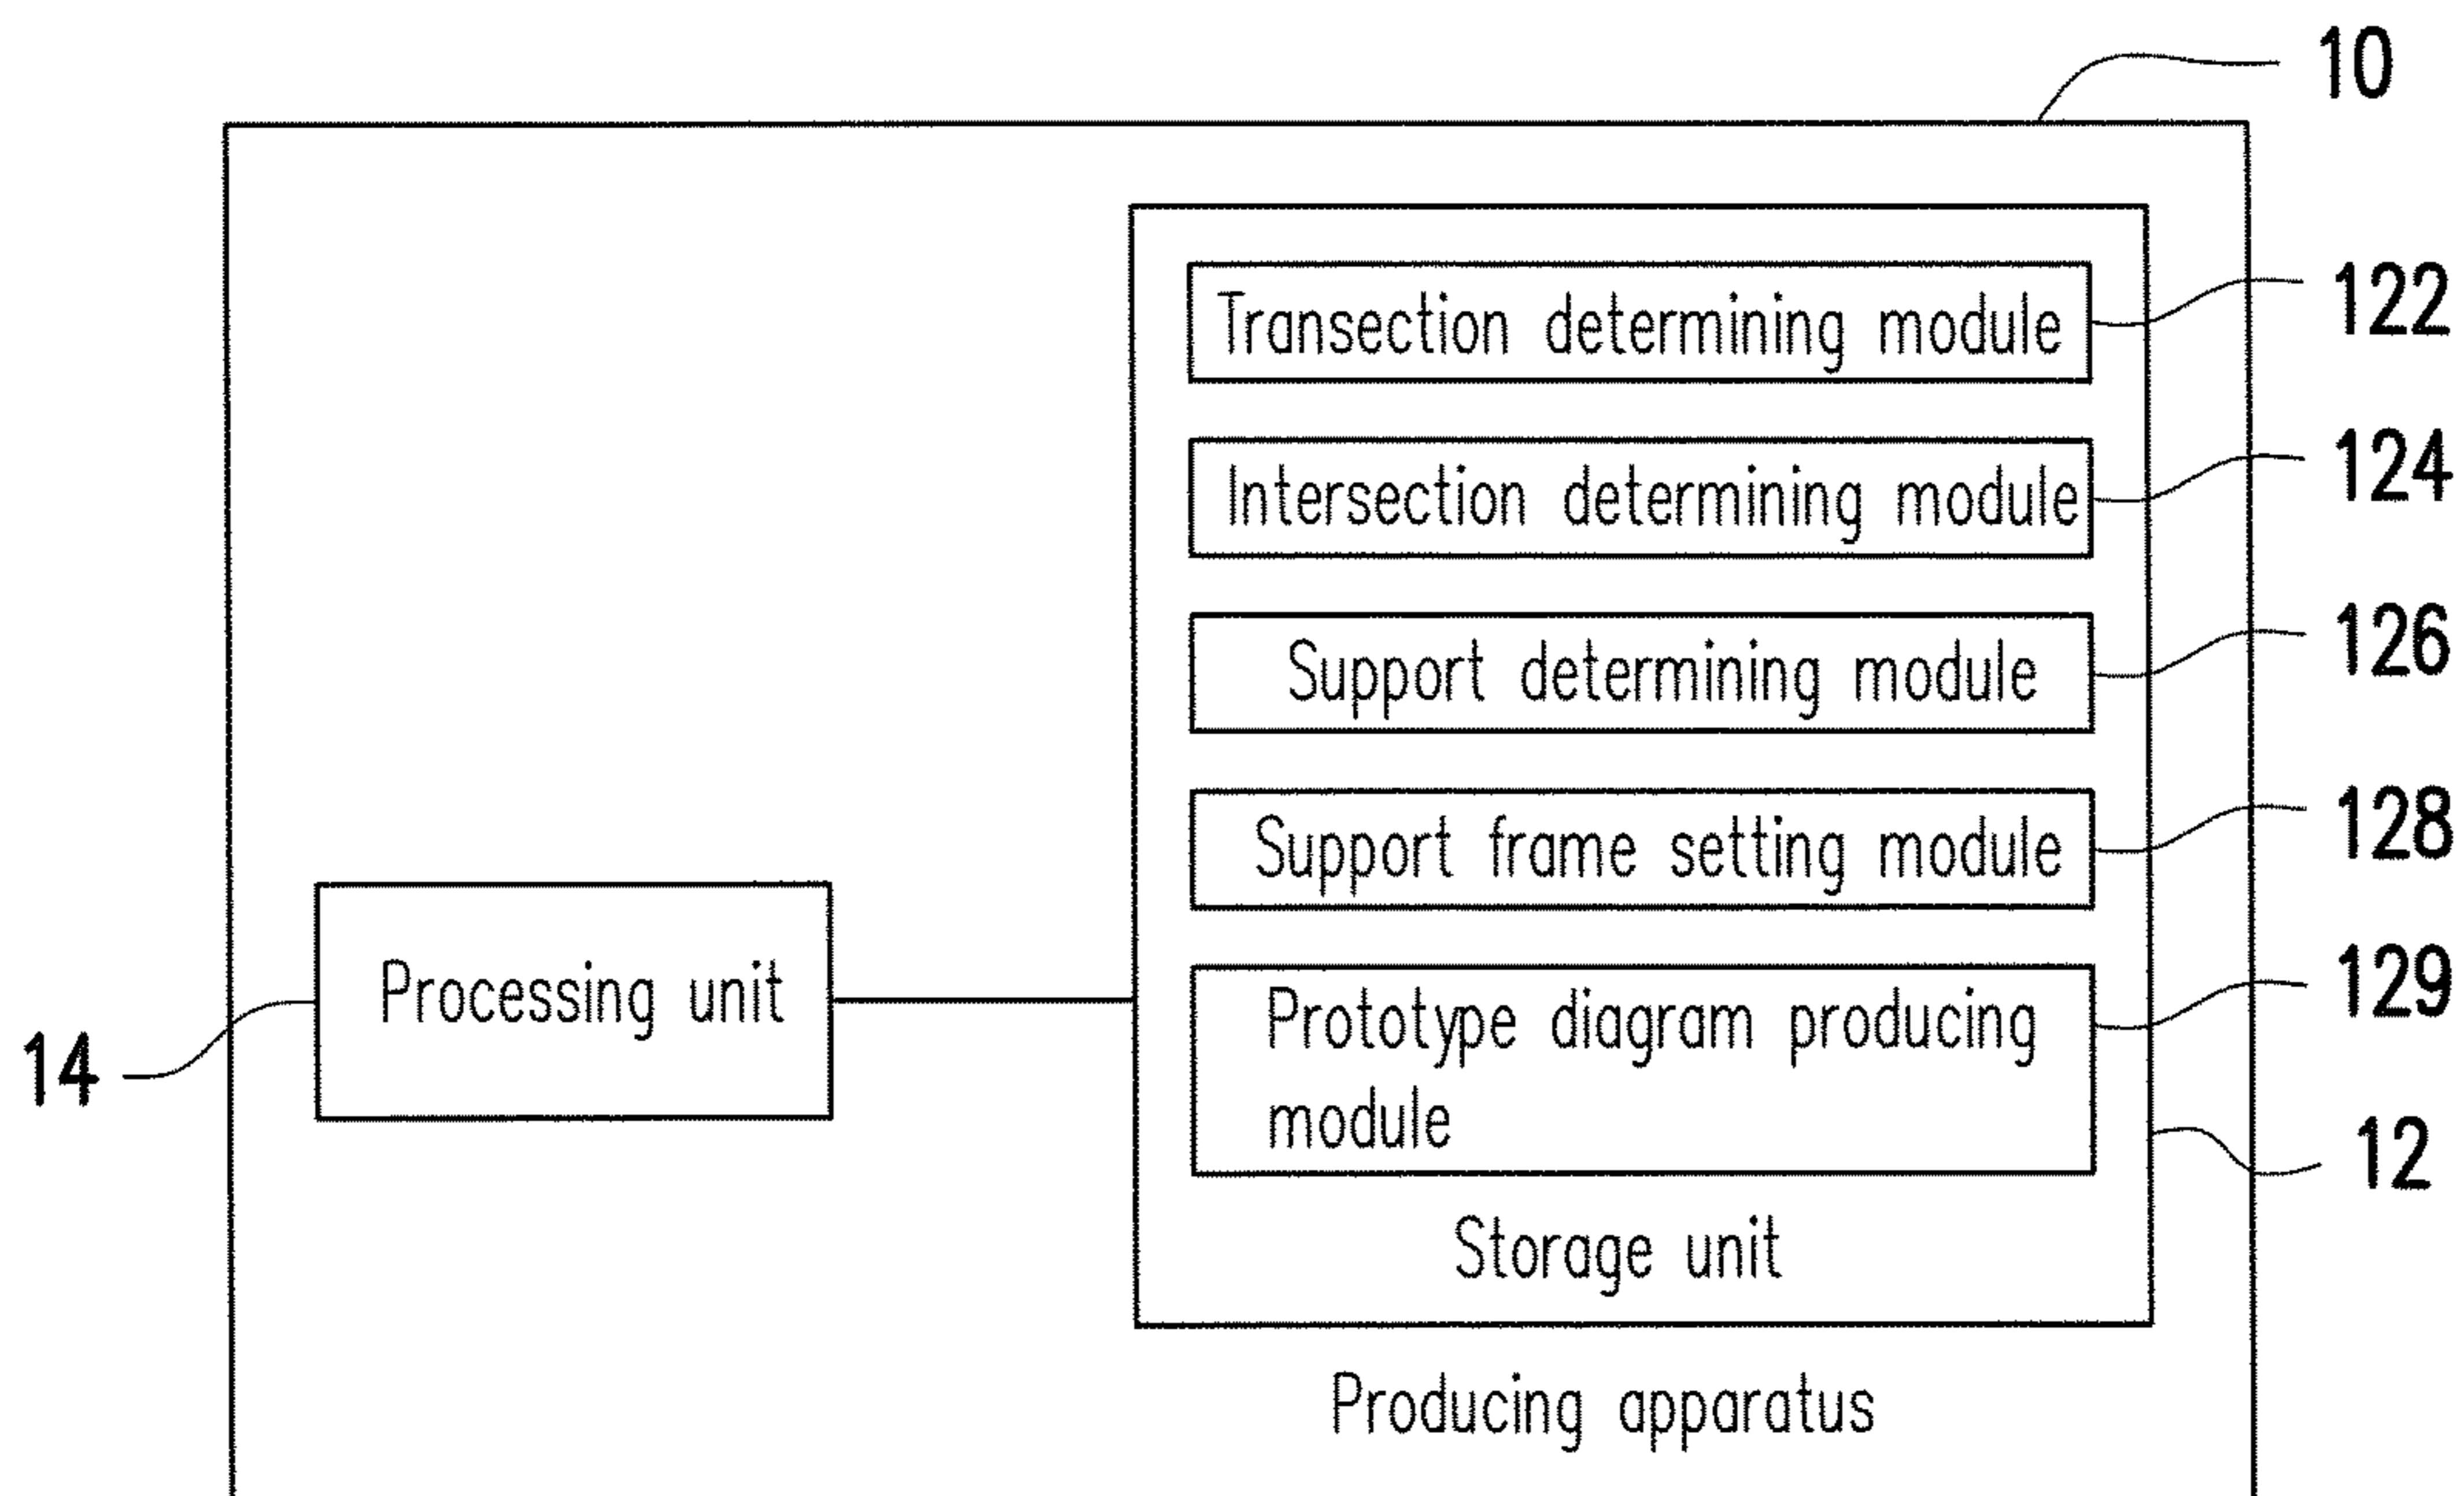 10
Transection determining module
122
Intersection determining module
124
Support determining module
126
Support frame setting module
128
Processing unit
14
Prototype diagram producing
module
129
12
Storage unit
Producing apparatus